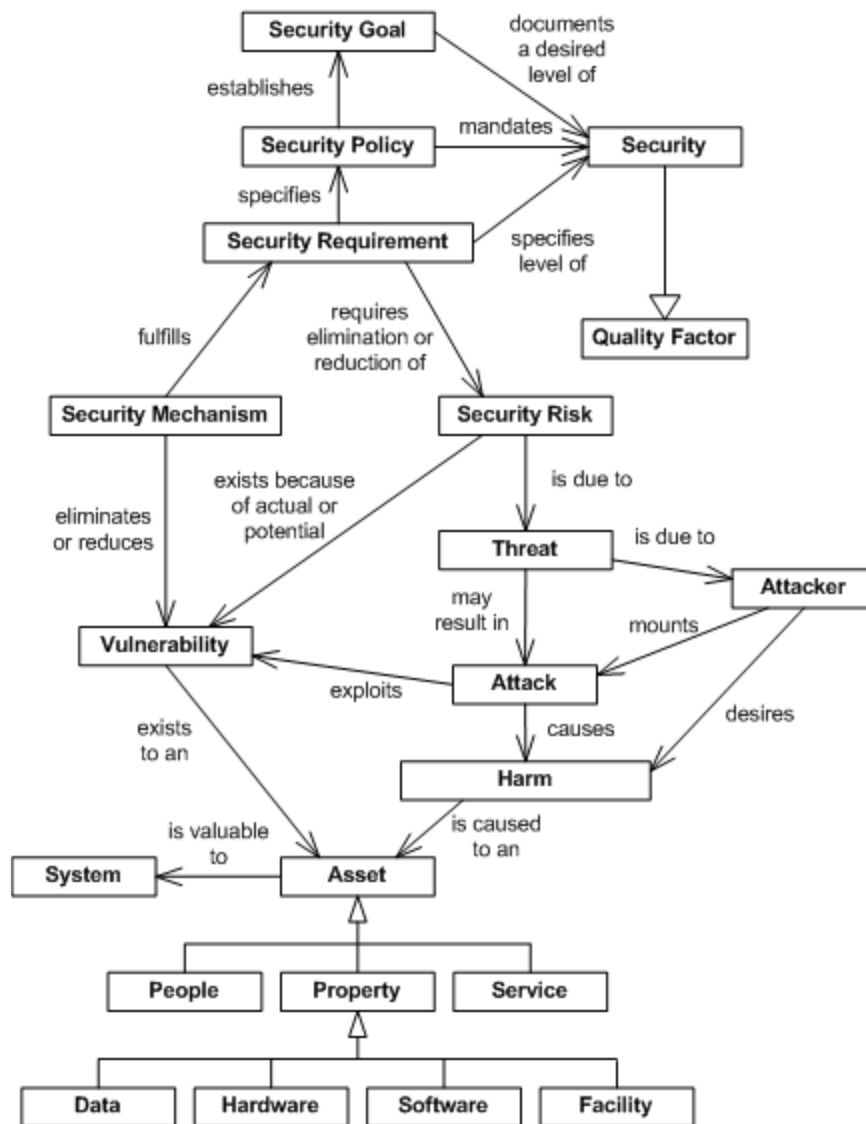 Security Goal
documents
a desired
level of
establishes
Security Policy
mandates
Security
specifies
Security Requirement
specifies
level of
requires
elimination or
reduction of
fulfills
Quality Factor
Security Mechanism
Security Risk
exists because
of actual or
potential
is due to
eliminates
or reduces
Threat
is due to
Attacker
may
result in
mounts
Vulnerability
exploits
Attack
desires
exists
to an
causes
Harm
is caused
to an
is valuable
to
System
Asset
People
Property
Service
Data
Hardware
Software
Facility